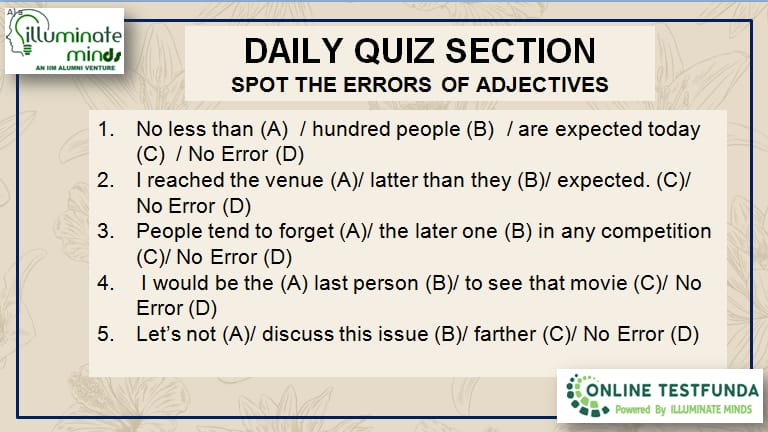 illuminate
minds
AN IIM ALUMNI VENTURE
DAILY QUIZ SECTION
SPOT THE ERRORS OF ADJECTIVES
1. No less than (A) / hundred people (B) / are expected today
(C) / No Error (D)
2. I reached the venue (A)/ latter than they (B)/ expected. (C)/
No Error (D)
3. People tend to forget (A)/ the later one (B) in any competition
(C)/ No Error (D)
4. I would be the (A) last person (B)/ to see that movie (C)/ No
Error (D)
5. Let's not (A)/ discuss this issue (B)/ farther (C)/ No Error (D)
ONLINE TESTFUNDA
Powered By ILLUMINATE MINDS